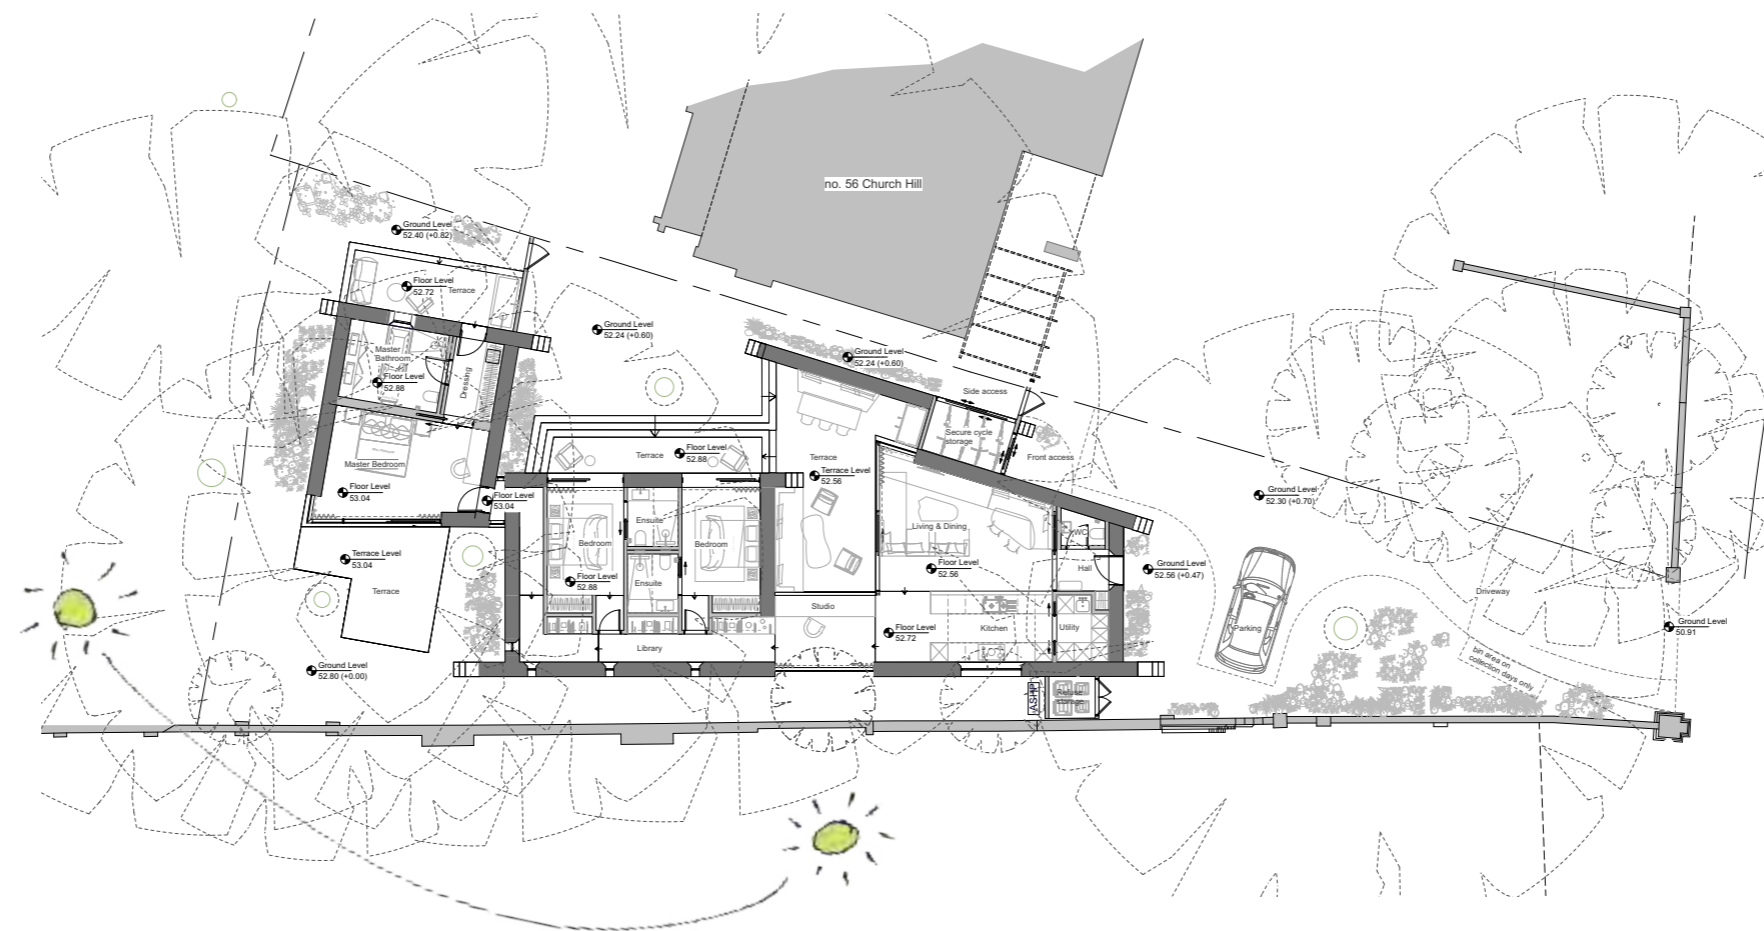 no. 56 Church Hill
Ground Level
52.40 (+0.82)
Floor Level
52.72
Terrace
Ground Level
52.24 (+0.60)
Ground Level
52.24 (+0.60)
Master
Bathroom
Floor Level
52.88
Dressing
Side access
Secure cycle
storage
Front access
Master Bedroom
Floor Level
53.04
Floor Level
53.04
Terrace
Floor Level
52.88
Terrace
Terrace Level
52.56
Ground Level
52.30 (+0.70)
Ensuite
Bedroom
Bedroom
Living & Dining
WC
Hall
Floor Level
52.56
Ground Level
52.56 (+0.47)
Terrace Level
53.04
Terrace
Floor Level
52.88
Ensuite
Studio
Driveway
Floor Level
52.72
Kitchen
Utility
Parking
Ground Level
50.91
Library
bin area on
collection days only
Ground Level
52.80 (+0.00)
ASHP
Refuse
storage